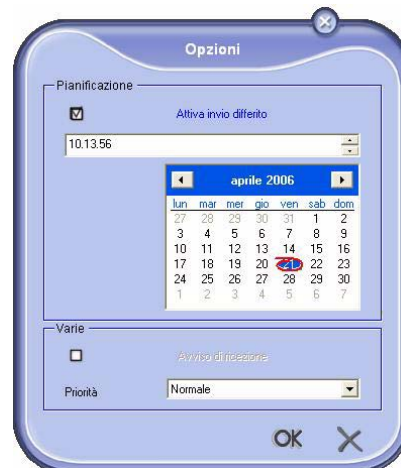 Opzioni
Pianificazione
Attiva invio differito
10.13.56
aprile 2006
lun mar mer gio ven sab dom
27 28 29 30 31 1 2
3 4 5 6 7 8 9
10 11 12 13 14 15 16
17 18 19 20 21 22 23
24 25 26 27 28 29 30
1 2 3 4 5 6 7
Varie
Avviso di ricezione
Priorità Normale
OK